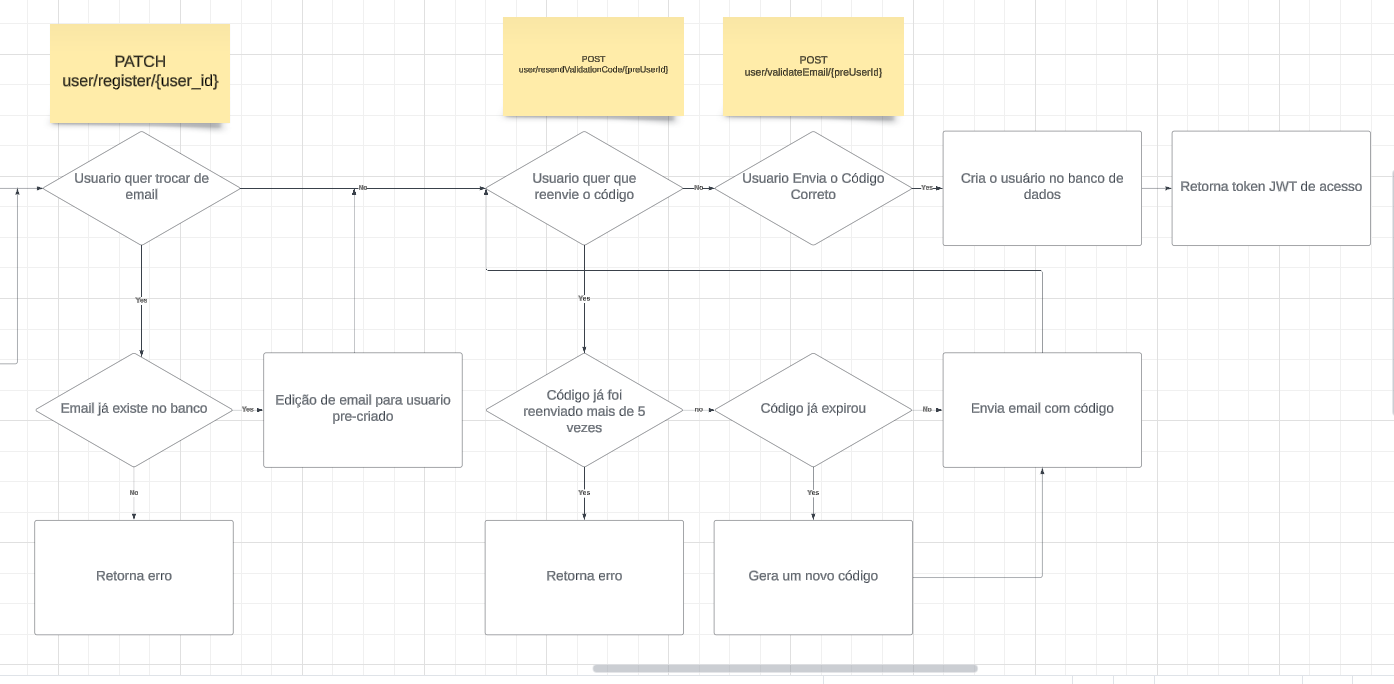 PATCH
user/register/{user_id}
POST
user/resendValidationCode/{preUserId}
POST
user/validateEmail/{preUserId}
Usuario quer trocar de
email
No
Usuario quer que
reenvie o código
No
Usuario Envia o Código
Correto
Yes
Cria o usuário no banco de
dados
Retorna token JWT de acesso
Yes
Yes
Email já existe no banco
Yes
Edição de email para usuario
pre-criado
Código já foi
reenviado mais de 5
vezes
no
Código já expirou
No
Envia email com código
No
Yes
Yes
Retorna erro
Retorna erro
Gera um novo código